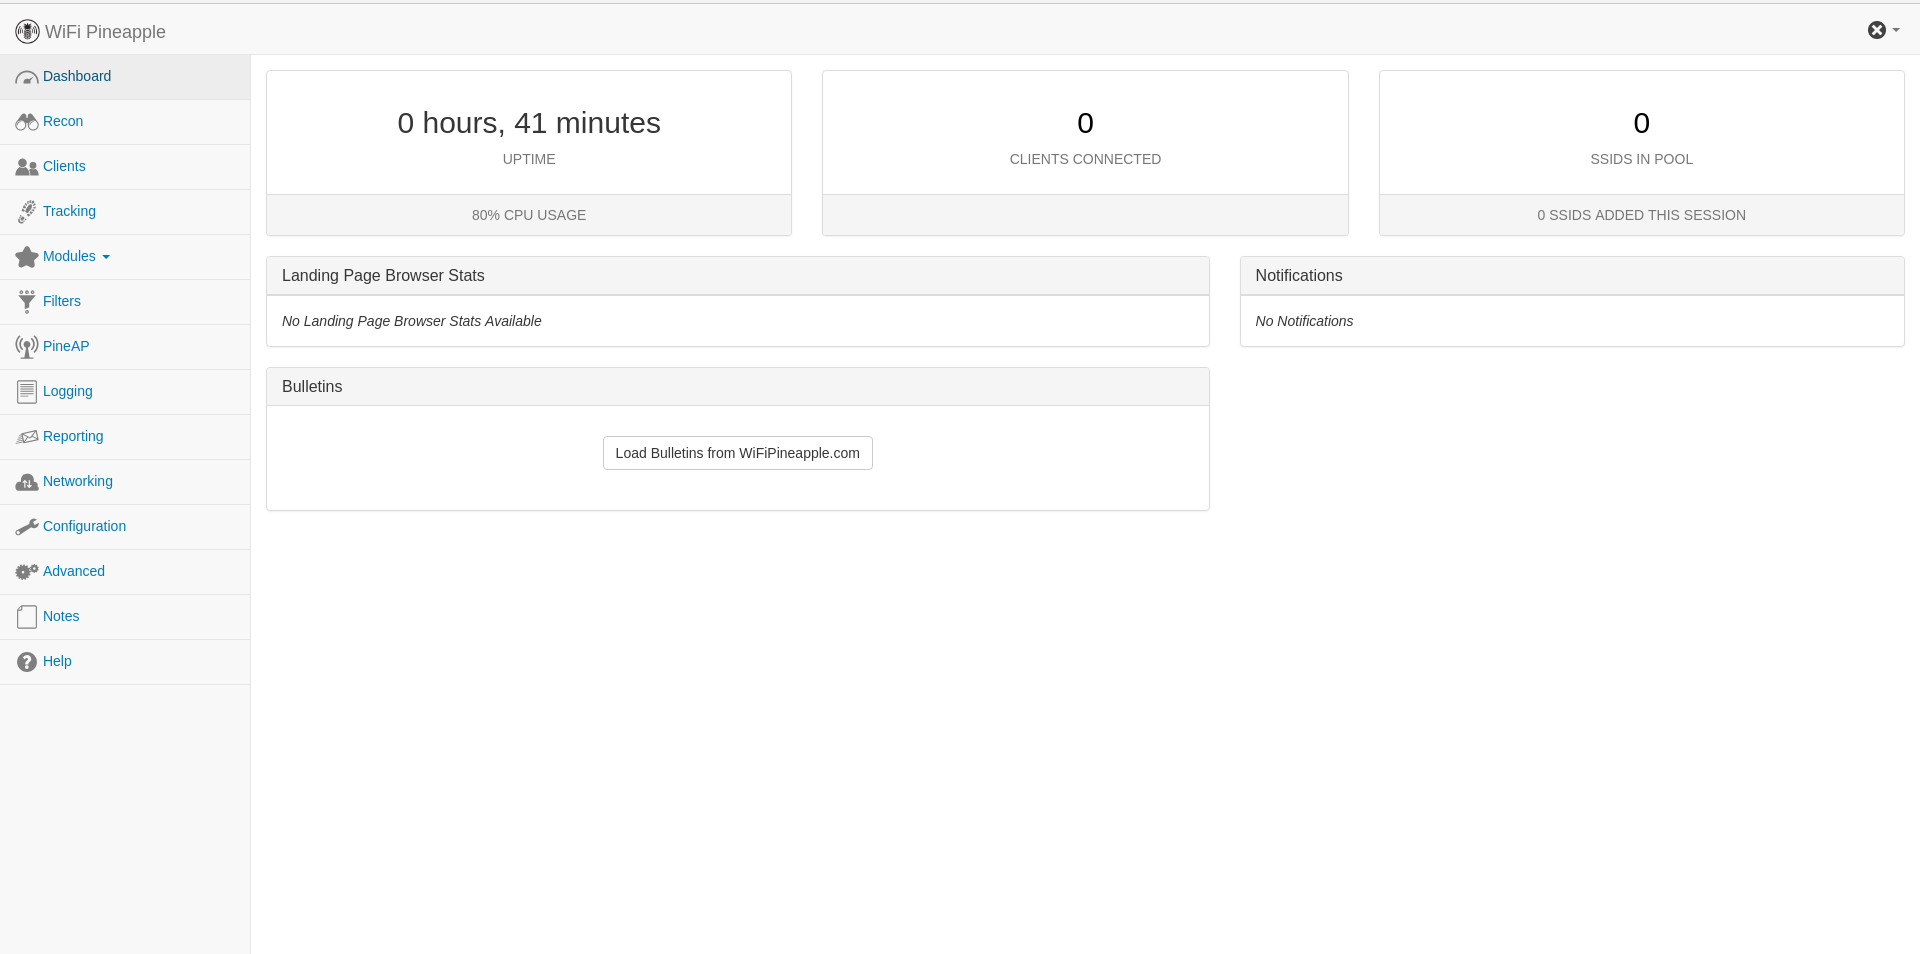 WiFi Pineapple
Dashboard
Recon
Clients
Tracking
Modules
Filters
PineAP
Logging
Reporting
Networking
Configuration
Advanced
Notes
Help
0 hours, 41 minutes
UPTIME
80% CPU USAGE
0
CLIENTS CONNECTED
0
SSIDS IN POOL
0 SSIDS ADDED THIS SESSION
Landing Page Browser Stats
No Landing Page Browser Stats Available
Notifications
No Notifications
Bulletins
Load Bulletins from WiFiPineapple.com